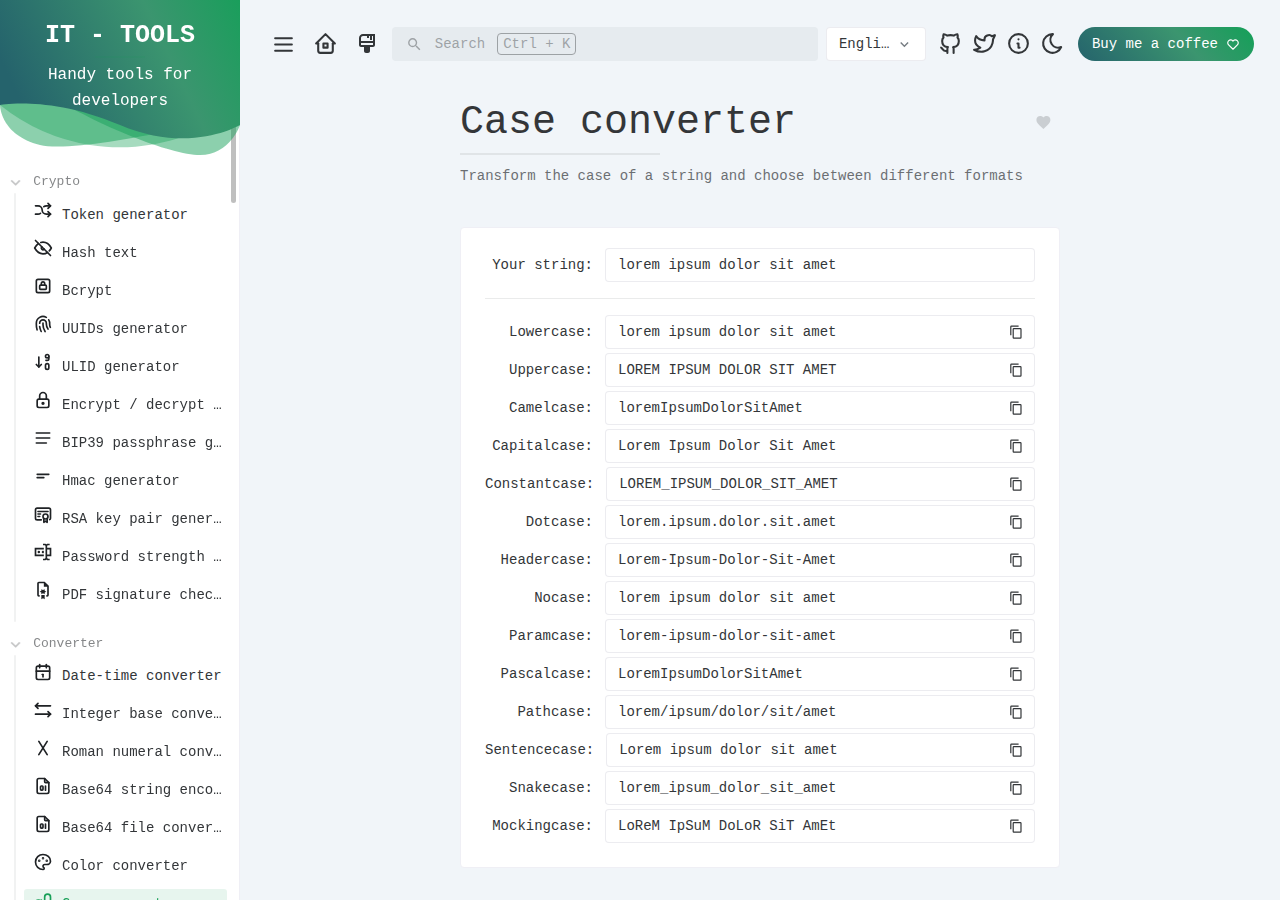 IT - TOOLS
Handy tools for
developers
Crypto
Token generator
Hash text
Bcrypt
UUIDs generator
ULID generator
Encrypt / decrypt …
BIP39 passphrase g…
Hmac generator
RSA key pair gener…
Password strength …
PDF signature chec…
Converter
Date-time converter
Integer base conve…
Roman numeral conv…
Base64 string enco…
Base64 file conver…
Color converter
Search Ctrl + K
Engli…
Buy me a coffee
Case converter
Transform the case of a string and choose between different formats
Your string: lorem ipsum dolor sit amet
Lowercase: lorem ipsum dolor sit amet
Uppercase: LOREM IPSUM DOLOR SIT AMET
Camelcase: loremIpsumDolorSitAmet
Capitalcase: Lorem Ipsum Dolor Sit Amet
Constantcase: LOREM_IPSUM_DOLOR_SIT_AMET
Dotcase: lorem.ipsum.dolor.sit.amet
Headercase: Lorem-Ipsum-Dolor-Sit-Amet
Nocase: lorem ipsum dolor sit amet
Paramcase: lorem-ipsum-dolor-sit-amet
Pascalcase: LoremIpsumDolorSitAmet
Pathcase: lorem/ipsum/dolor/sit/amet
Sentencecase: Lorem ipsum dolor sit amet
Snakecase: lorem_ipsum_dolor_sit_amet
Mockingcase: LoReM IpSuM DoLoR SiT AmEt